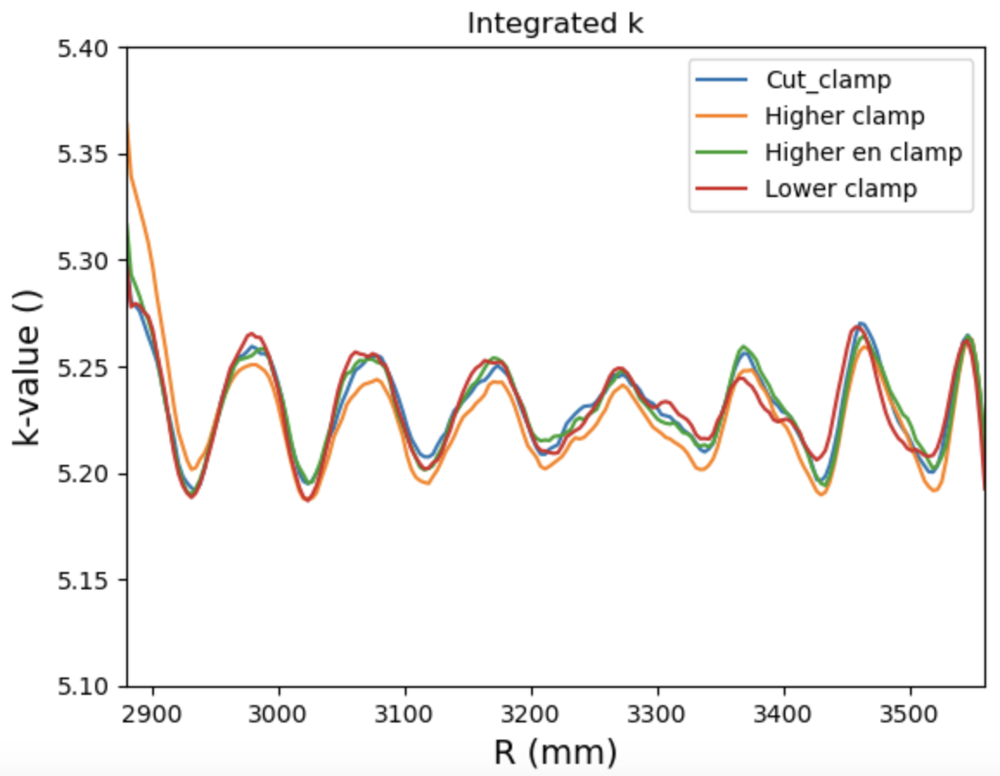 Integrated k
5.40
5.35
5.30
5.25
5.20
5.15
5.10
k-value ()
Cut_clamp
Higher clamp
Higher en clamp
Lower clamp
2900 3000 3100 3200 3300 3400 3500
R (mm)